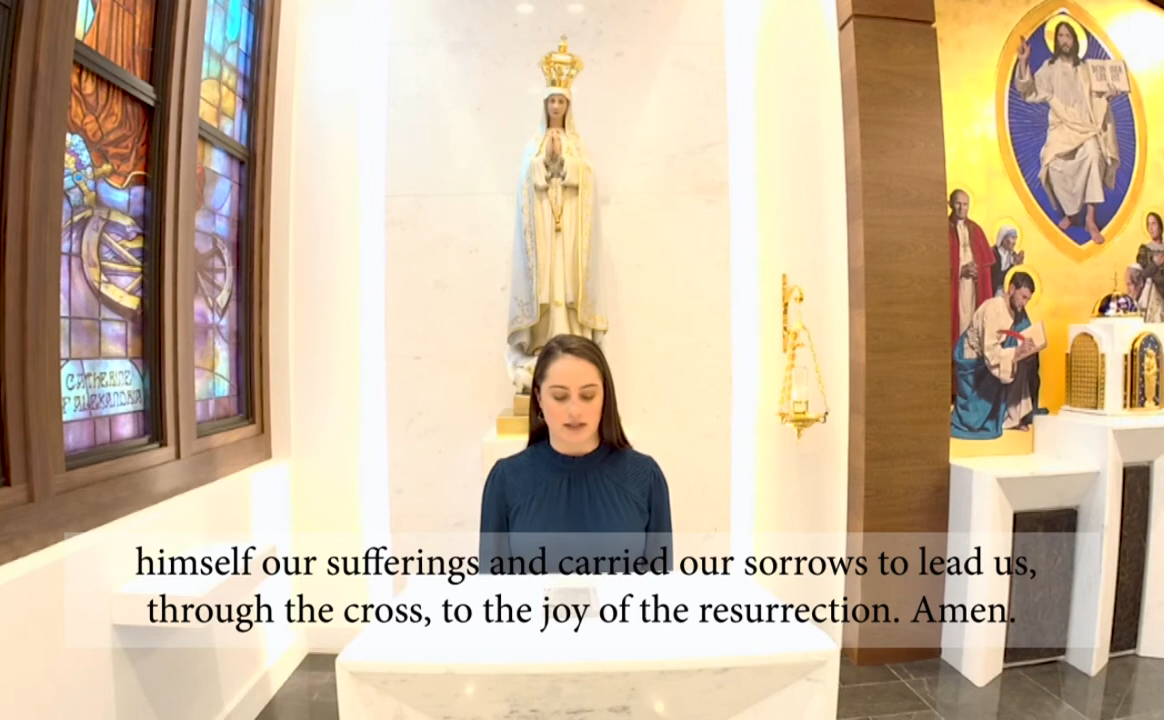 CATHERINE
F ALEXANDRIA
himself our sufferings and carried our sorrows to lead us,
through the cross, to the joy of the resurrection. Amen.